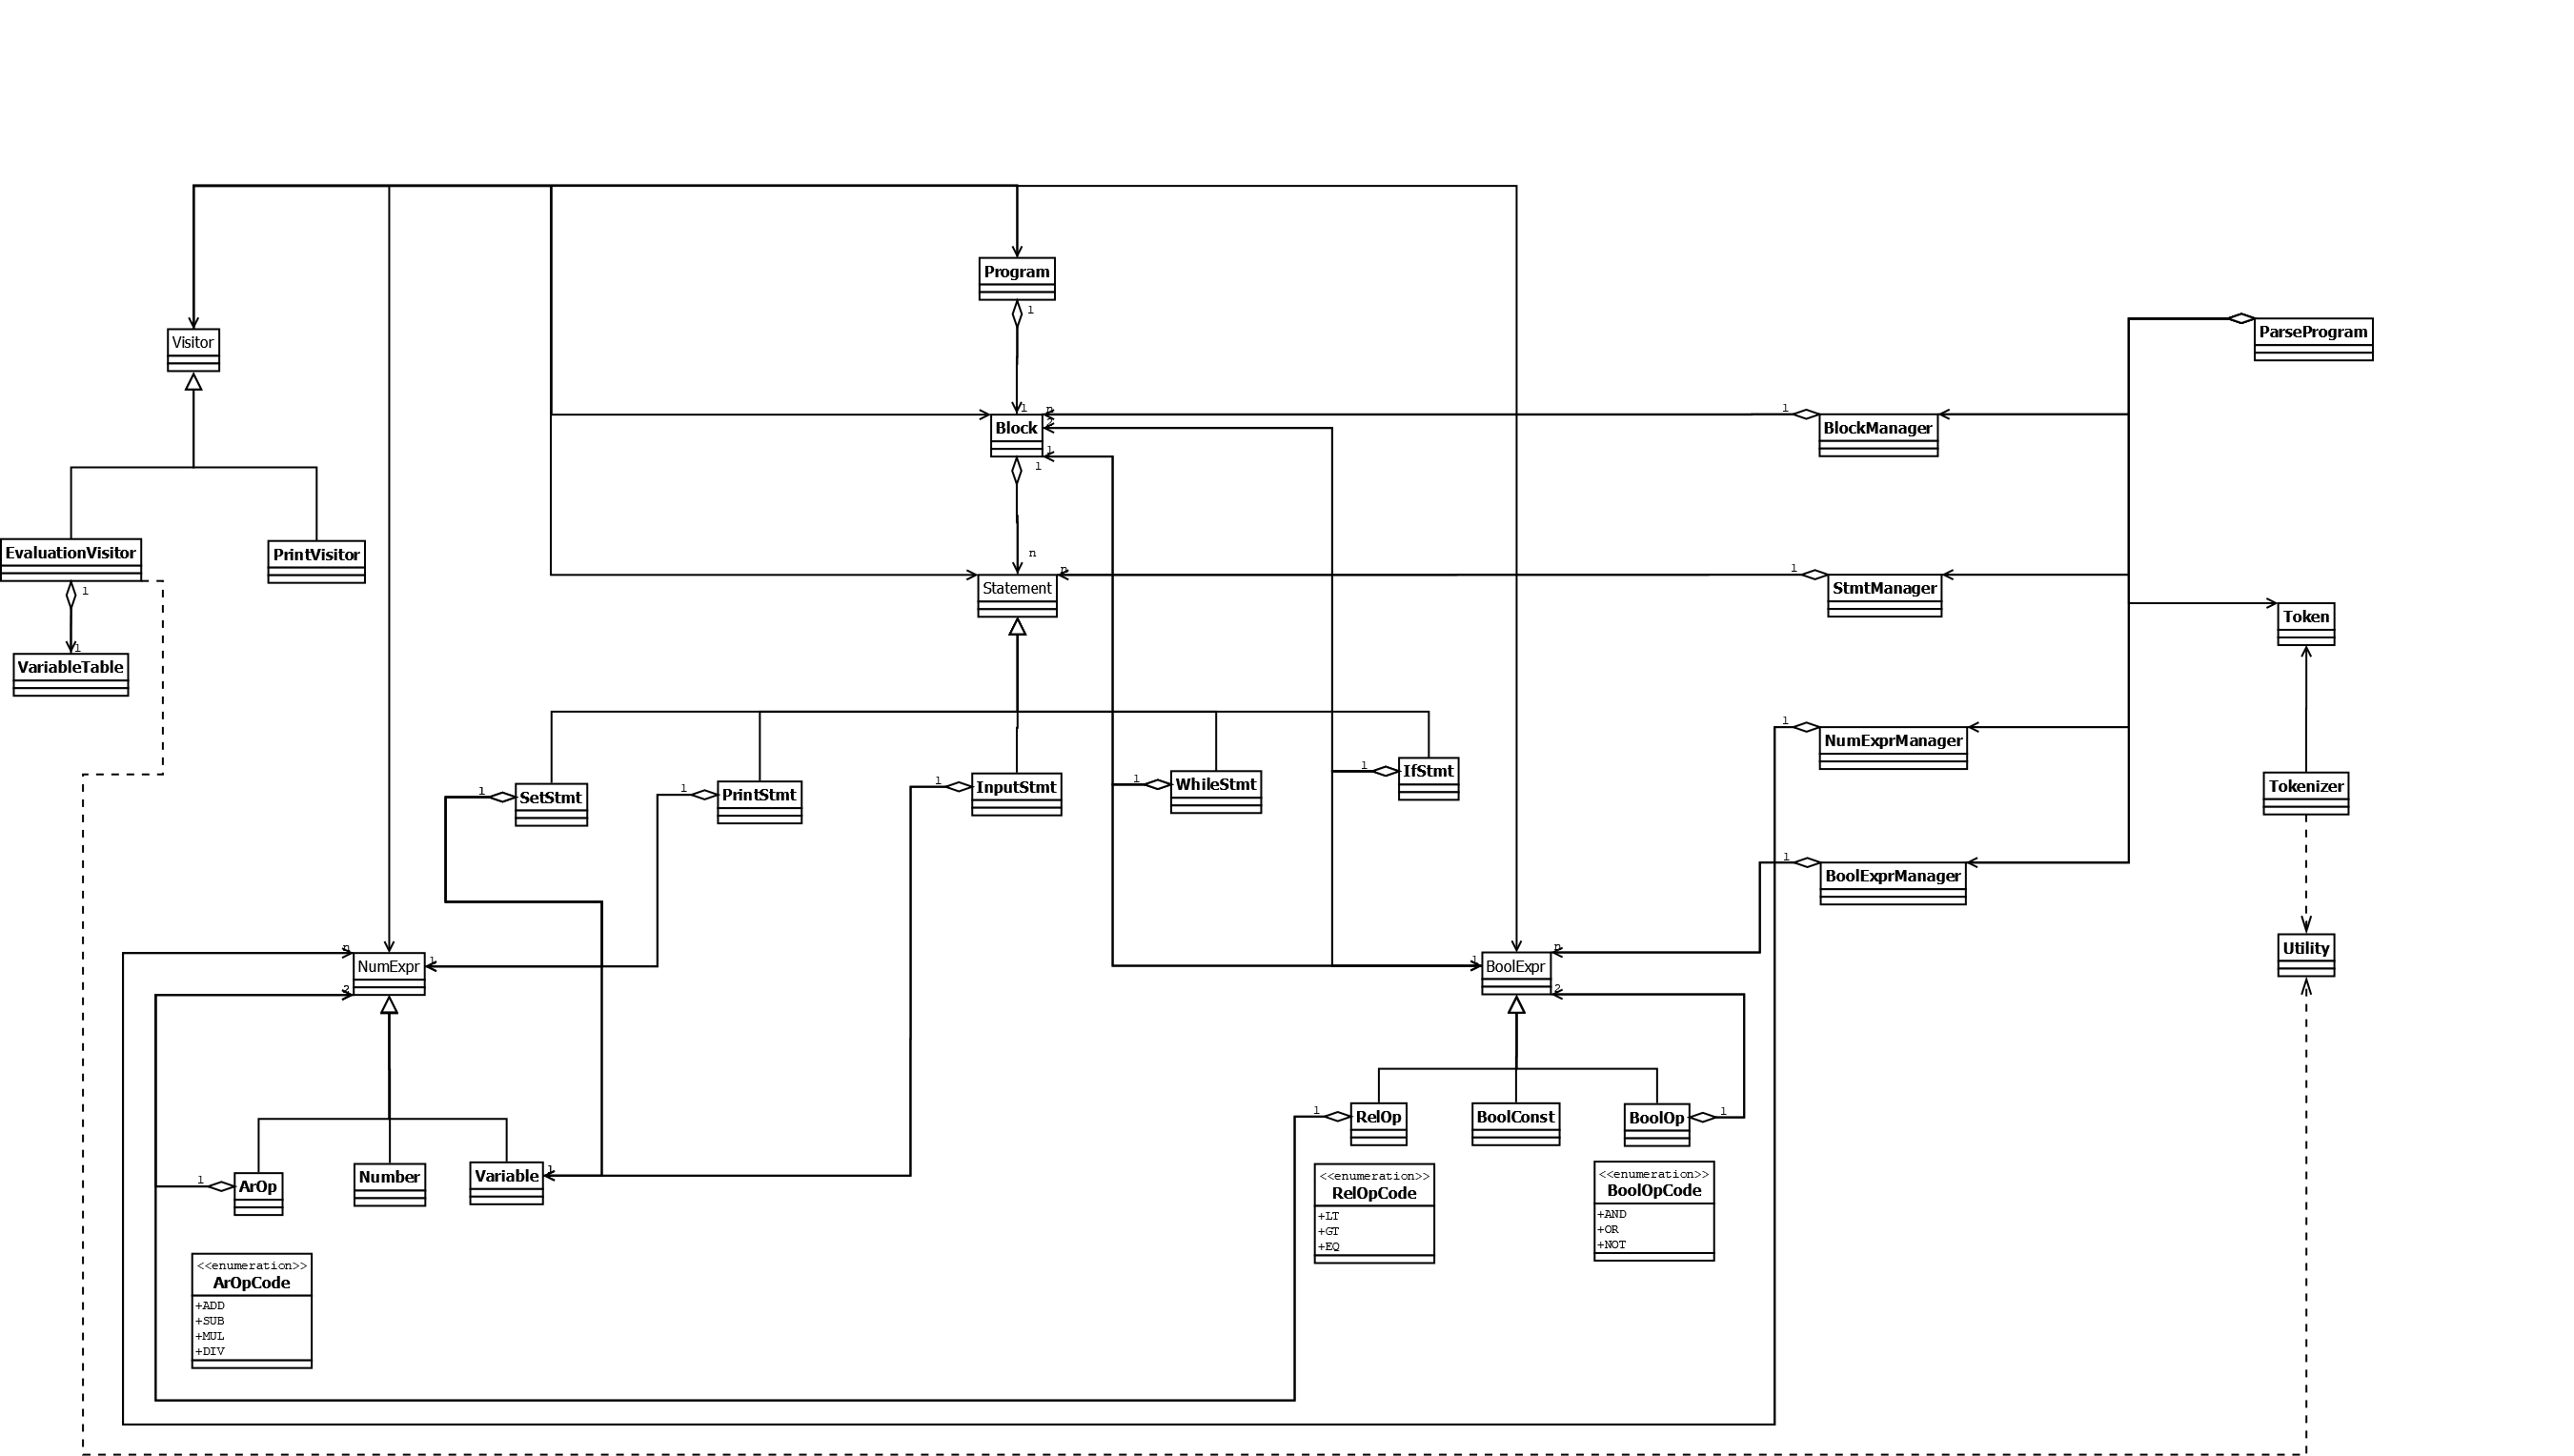 Program
1
Visitor
ParseProgram
1
n
1
Block
2
BlockManager
1
1
EvaluationVisitor
PrintVisitor
n
n
1
Statement
StmtManager
1
Token
1
VariableTable
1
NumExprManager
1
SetStmt
1
PrintStmt
1
InputStmt
1
WhileStmt
1
IfStmt
Tokenizer
1
BoolExprManager
n
NumExpr
1
2
1
BoolExpr
n
2
Utility
1
RelOp
BoolConst
BoolOp
1
1
ArOp
Number
Variable
1
<<enumeration>>
RelOpCode
+LT
+GT
+EQ
<<enumeration>>
BoolOpCode
+AND
+OR
+NOT
<<enumeration>>
ArOpCode
+ADD
+SUB
+MUL
+DIV